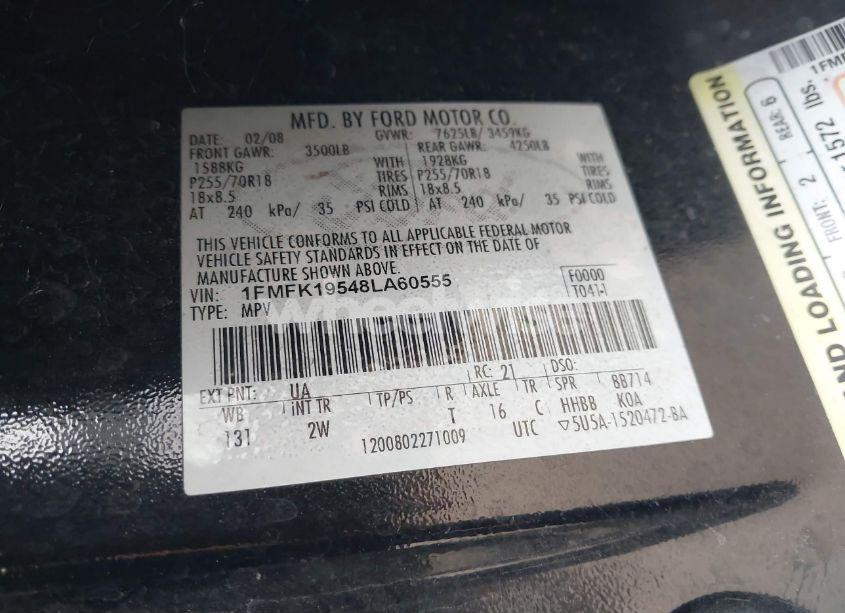 MFD. BY FORD MOTOR CO.
DATE: 02/08 GVWR: 7625LB/ 3459KG
FRONT GAWR: 3500LB REAR GAWR: 4250LB
1588KG WITH 1928KG WITH
P255/70R18 TIRES P255/70R18 TIRES
18x8.5 RIMS 18x8.5 RIMS
AT 240 kPa/ 35 PSI COLD AT 240 kPa/ 35 PSI COLD
THIS VEHICLE CONFORMS TO ALL APPLICABLE FEDERAL MOTOR
VEHICLE SAFETY STANDARDS IN EFFECT ON THE DATE OF
MANUFACTURE SHOWN ABOVE.
VIN: 1FMFK19548LA60555 F0000
TYPE: MPV T0411
RC: 21 DSO:
EXT PNT: UA
WB INT TR TP/PS R AXLE TR SPR 8B714
131 2W T 16 C HHBB KOA
1200802271009 UTC ▽5U5A-1520472-BA
AND LOADING INFORMATION
FRONT: 2 REAR: 6
1572 lbs.